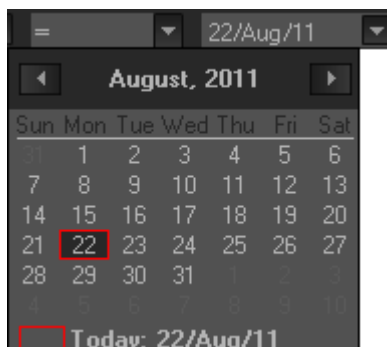 = 22/Aug/11
August, 2011
Sun Mon Tue Wed Thu Fri Sat
31 1 2 3 4 5 6
7 8 9 10 11 12 13
14 15 16 17 18 19 20
21 22 23 24 25 26 27
28 29 30 31 1 2 3
4 5 6 7 8 9 10
Today: 22/Aug/11